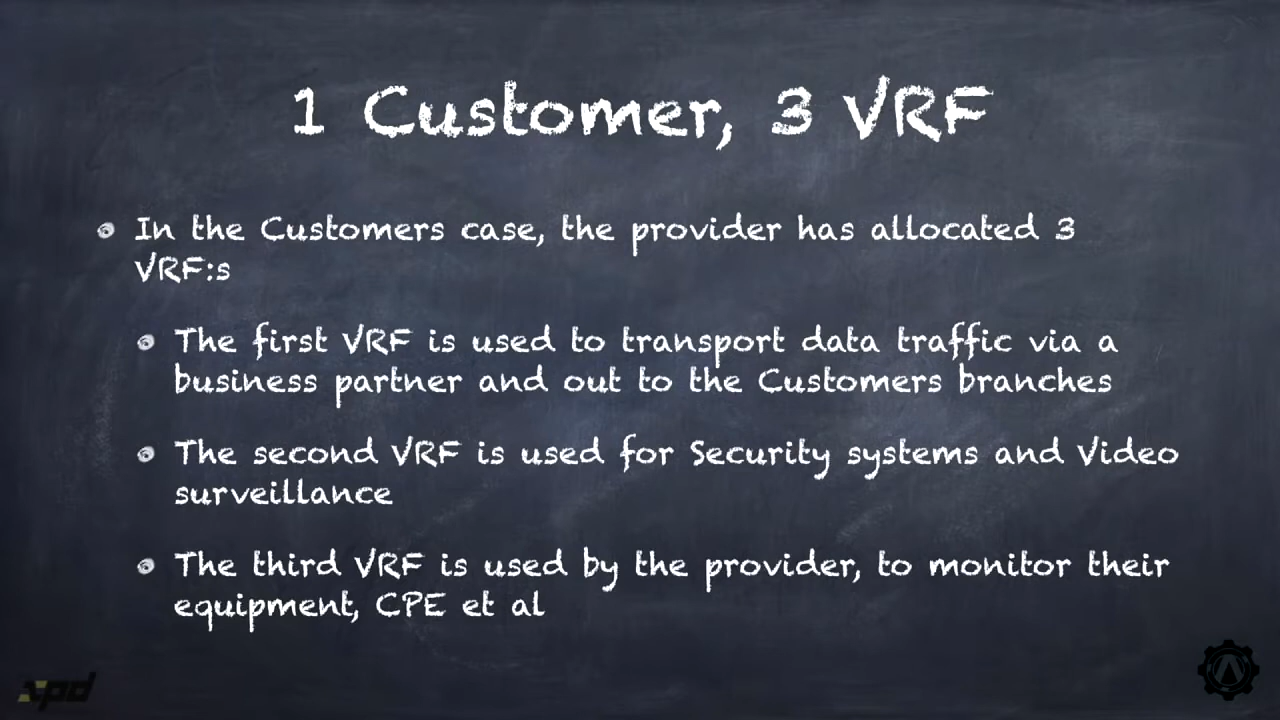 1 Customer, 3 VRF
In the Customers case, the provider has allocated 3
VRF:s
The first VRF is used to transport data traffic via a
business partner and out to the Customers branches
The second VRF is used for Security systems and Video
surveillance
The third VRF is used by the provider, to monitor their
equipment, CPE et al